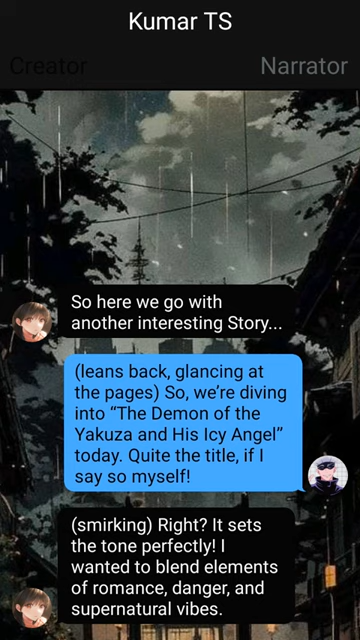 Kumar TS
Creator
Narrator
So here we go with
another interesting Story...
(leans back, glancing at
the pages) So, we're diving
into “The Demon of the
Yakuza and His Icy Angel”
today. Quite the title, if I
say so myself!
(smirking) Right? It sets
the tone perfectly! I
wanted to blend elements
of romance, danger, and
supernatural vibes.